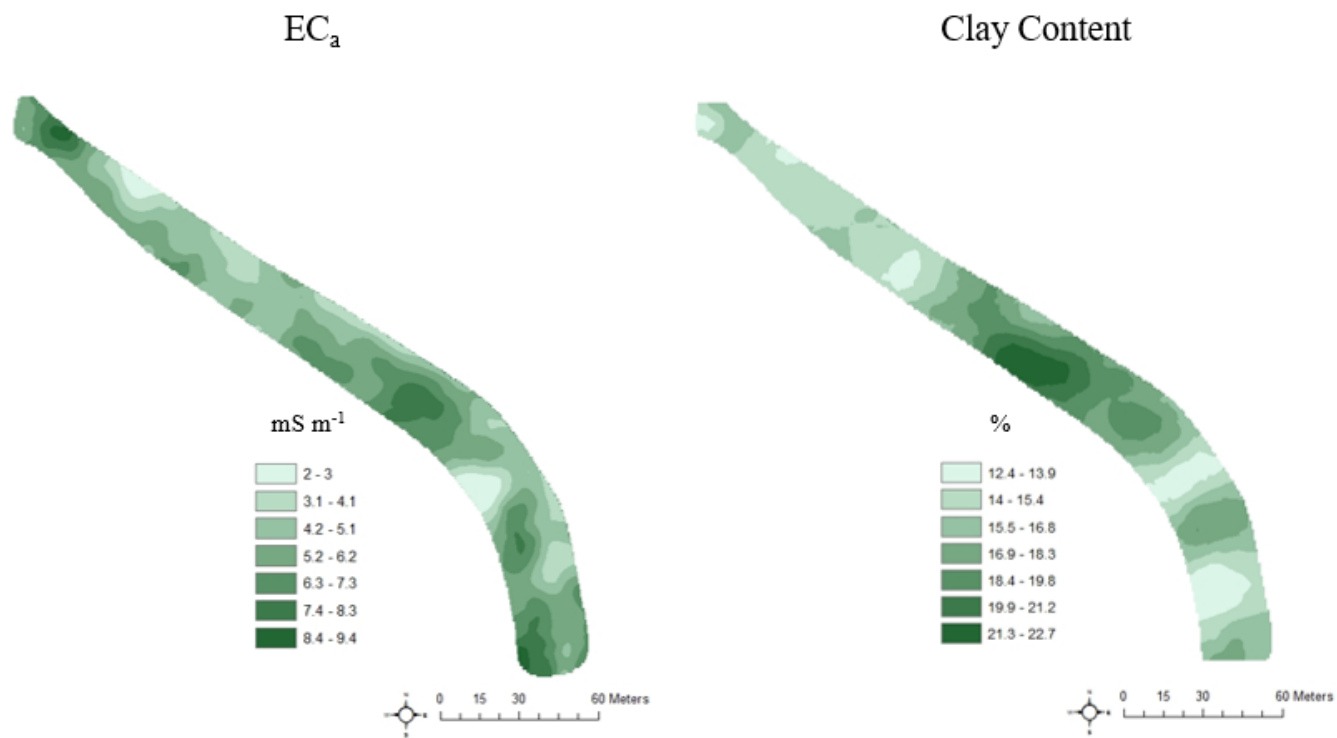 ECa
Clay Content
mS m-1
2 - 3
3.1 - 4.1
4.2 - 5.1
5.2 - 6.2
6.3 - 7.3
7.4 - 8.3
8.4 - 9.4
%
12.4 - 13.9
14 - 15.4
15.5 - 16.8
16.9 - 18.3
18.4 - 19.8
19.9 - 21.2
21.3 - 22.7
0 15 30 60 Meters
0 15 30 60 Meters